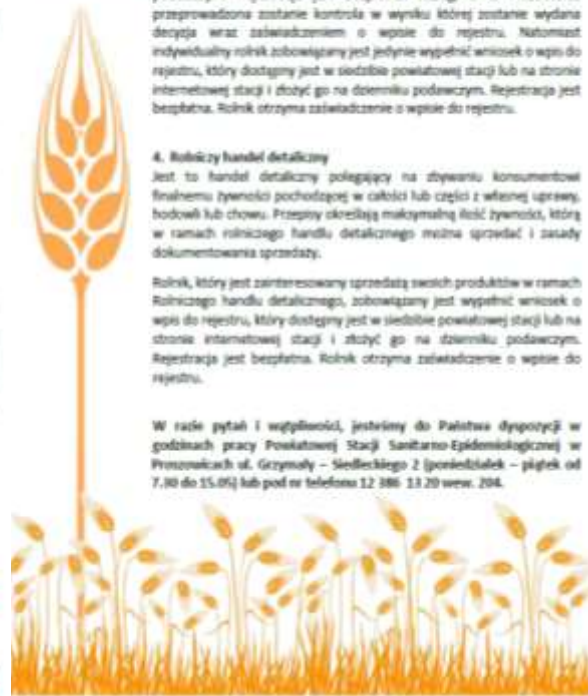 przeprowadzona zostanie kontrola w wyniku której zostanie wydana
decyzja wraz zaświadczeniem o wpisie do rejestru. Natomiast
indywidualny rolnik zobowiązany jest jedynie wypełnić wniosek o wpis do
rejestru, który dostępny jest w siedzibie powiatowej stacji lub na stronie
internetowej stacji i złożyć go na dzienniku podawczym. Rejestracja jest
bezpłatna. Rolnik otrzyma zaświadczenie o wpisie do rejestru.
4. Rolniczy handel detaliczny
Jest to handel detaliczny polegający na zbywaniu konsumentowi
finalnemu żywności pochodzącej w całości lub części z własnej uprawy,
hodowli lub chowu. Przepisy określają maksymalną ilość żywności, którą
w ramach rolniczego handlu detalicznego można sprzedać i zasady
dokumentowania sprzedaży.
Rolnik, który jest zainteresowany sprzedażą swoich produktów w ramach
Rolniczego handlu detalicznego, zobowiązany jest wypełnić wniosek o
wpis do rejestru, który dostępny jest w siedzibie powiatowej stacji lub na
stronie internetowej stacji i złożyć go na dzienniku podawczym.
Rejestracja jest bezpłatna. Rolnik otrzyma zaświadczenie o wpisie do
rejestru.
W razie pytań i wątpliwości, jesteśmy do Państwa dyspozycji w
godzinach pracy Powiatowej Stacji Sanitarno-Epidemiologicznej w
Proszowicach ul. Grzymały – Siedleckiego 2 (poniedziałek – piątek od
7.30 do 15.05) lub pod nr telefonu 12 386 13 20 wew. 204.